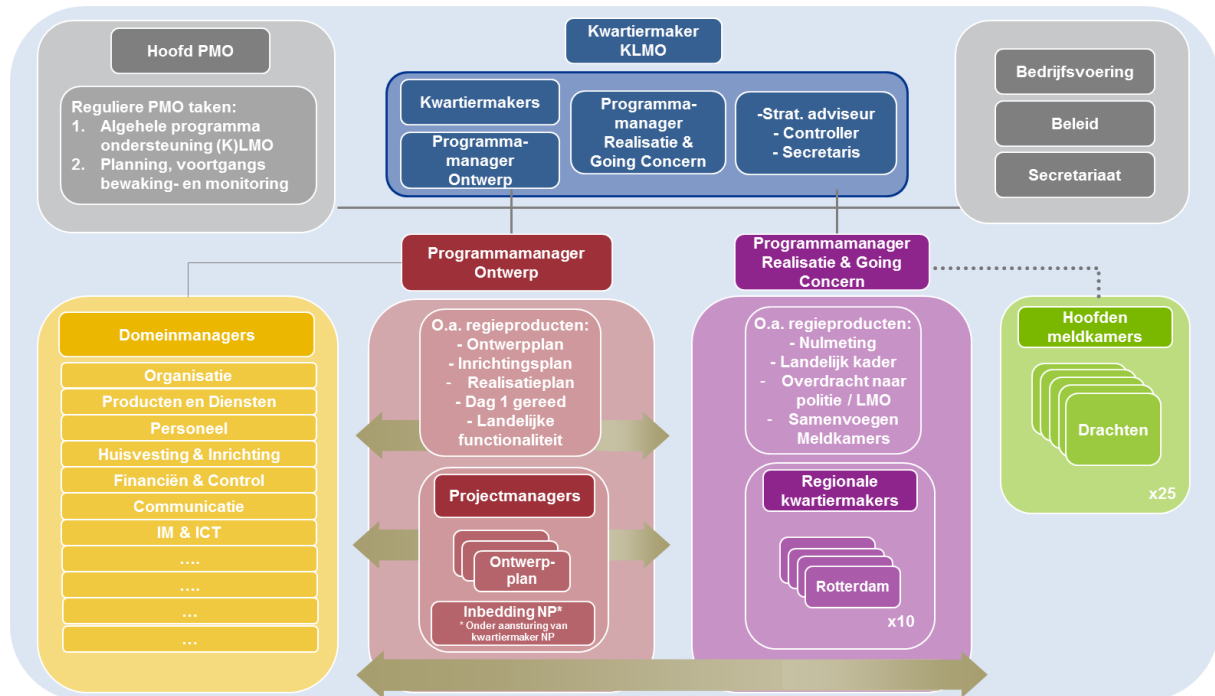 Hoofd PMO
Reguliere PMO taken:
1. Algehele programma
ondersteuning (K)LMO
2. Planning, voortgangs
bewaking- en monitoring
Kwartiermaker
KLMO
Kwartiermakers
Programma-
manager
Ontwerp
Programma-
manager
Realisatie &
Going Concern
-Strat. adviseur
- Controller
- Secretaris
Bedrijfsvoering
Beleid
Secretariaat
Programmamanager
Ontwerp
Programmamanager
Realisatie & Going
Concern
Domeinmanagers
Organisatie
Producten en Diensten
Personeel
Huisvesting & Inrichting
Financiën & Control
Communicatie
IM & ICT
....
....
...
...
O.a. regieproducten:
- Ontwerpplan
- Inrichtingsplan
- Realisatieplan
- Dag 1 gereed
- Landelijke
functionaliteit
Projectmanagers
Ontwerp-
plan
Inbedding NP*
* Onder aansturing van
kwartiermaker NP
O.a. regieproducten:
- Nulmeting
- Landelijk kader
- Overdracht naar
politie / LMO
- Samenvoegen
Meldkamers
Regionale
kwartiermakers
Rotterdam
x10
Hoofden
meldkamers
Drachten
x25